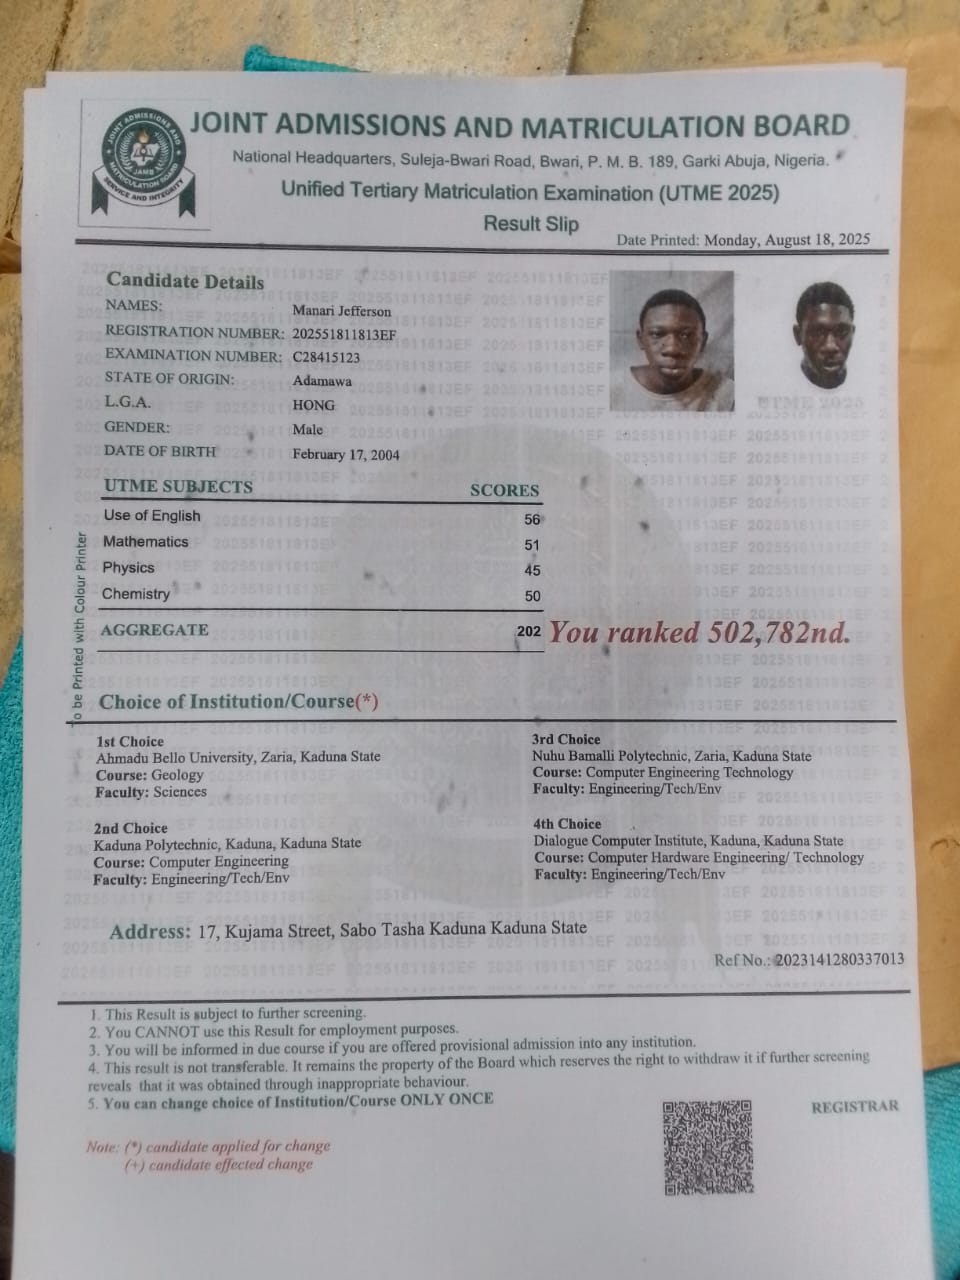 JOINT ADMISSIONS AND MATRICULATION BOARD
National Headquarters, Suleja-Bwari Road, Bwari, P. M. B. 189, Garki Abuja, Nigeria.
Unified Tertiary Matriculation Examination (UTME 2025)
Result Slip
Date Printed: Monday, August 18, 2025
JOINT ADMISSIONS AND MATRICULATION BOARD
JAMB
SERVICE AND INTEGRITY
Candidate Details
NAMES: Manari Jefferson
REGISTRATION NUMBER: 202551811813EF
EXAMINATION NUMBER: C28415123
STATE OF ORIGIN: Adamawa
L.G.A. HONG
GENDER: Male
DATE OF BIRTH February 17, 2004
UTME 2025
UTME SUBJECTS SCORES
Use of English 56
Mathematics 51
Physics 45
Chemistry 50
AGGREGATE 202 You ranked 502,782nd.
To be Printed with Colour Printer
Choice of Institution/Course(*)
1st Choice
Ahmadu Bello University, Zaria, Kaduna State
Course: Geology
Faculty: Sciences
2nd Choice
Kaduna Polytechnic, Kaduna, Kaduna State
Course: Computer Engineering
Faculty: Engineering/Tech/Env
3rd Choice
Nuhu Bamalli Polytechnic, Zaria, Kaduna State
Course: Computer Engineering Technology
Faculty: Engineering/Tech/Env
4th Choice
Dialogue Computer Institute, Kaduna, Kaduna State
Course: Computer Hardware Engineering/ Technology
Faculty: Engineering/Tech/Env
Address: 17, Kujama Street, Sabo Tasha Kaduna Kaduna State
Ref No.: 2023141280337013
1. This Result is subject to further screening.
2. You CANNOT use this Result for employment purposes.
3. You will be informed in due course if you are offered provisional admission into any institution.
4. This result is not transferable. It remains the property of the Board which reserves the right to withdraw it if further screening
reveals that it was obtained through inappropriate behaviour.
5. You can change choice of Institution/Course ONLY ONCE
REGISTRAR
Note: (*) candidate applied for change
(+) candidate effected change